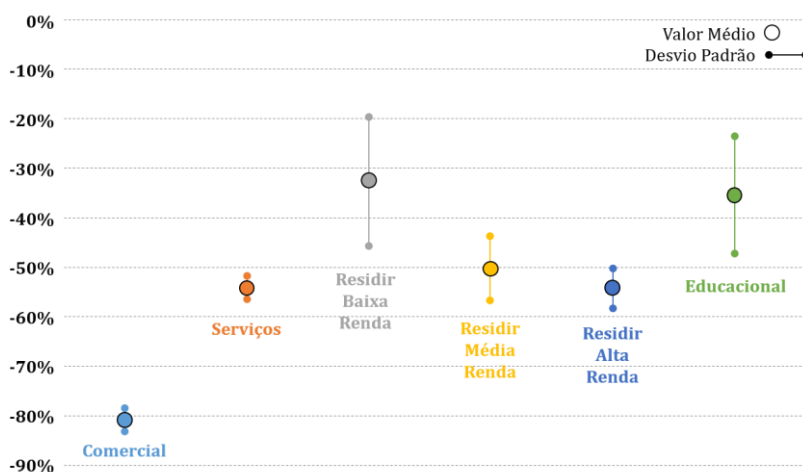 0%
Valor Médio
Desvio Padrão
-10%
-20%
-30%
-40%
-50%
-60%
-70%
-80%
-90%
Comercial
Serviços
Residir
Baixa
Renda
Residir
Média
Renda
Residir
Alta
Renda
Educacional